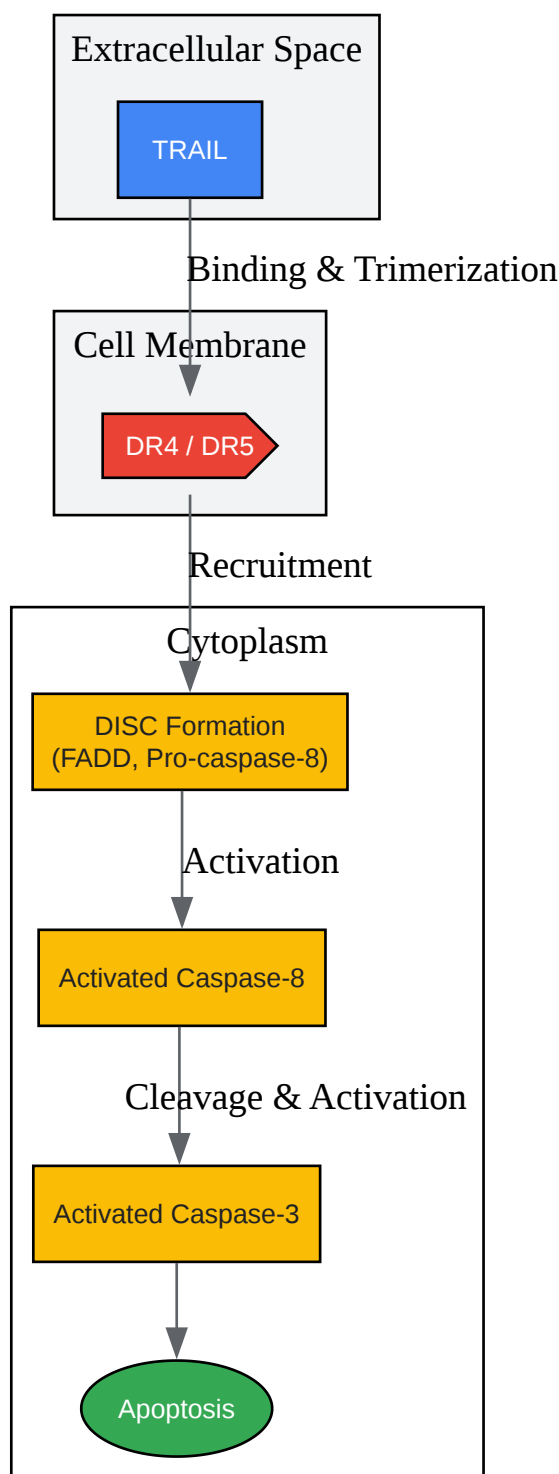 Extracellular Space
TRAIL
Binding & Trimerization
Cell Membrane
DR4 / DR5
Recruitment
Cytoplasm
DISC Formation
(FADD, Pro-caspase-8)
Activation
Activated Caspase-8
Cleavage & Activation
Activated Caspase-3
Apoptosis